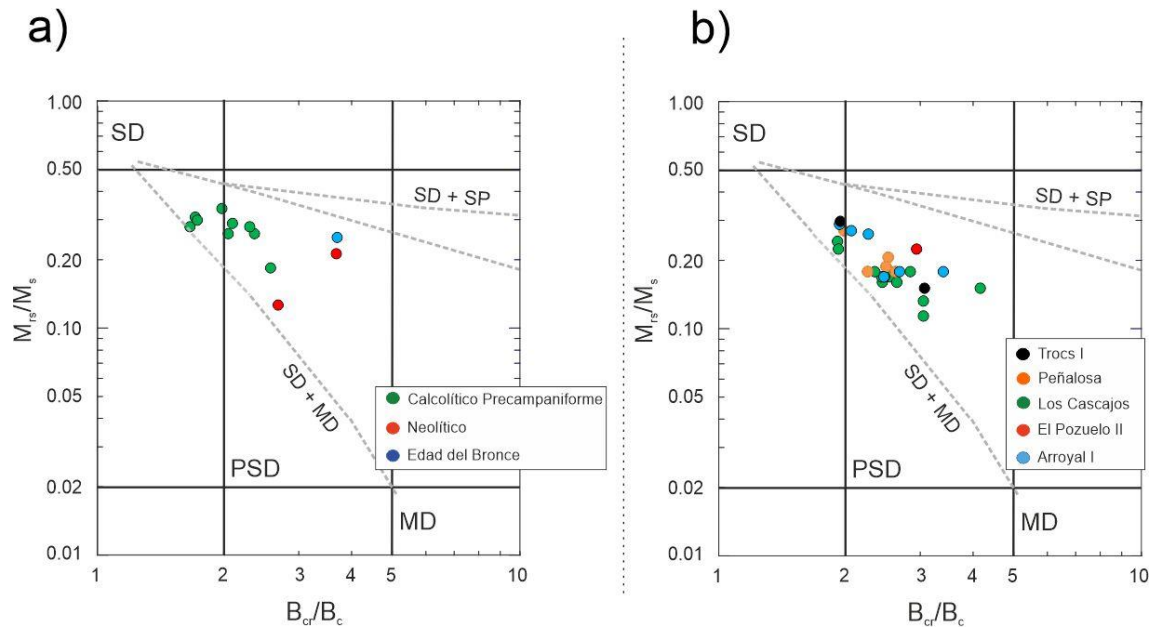 a)
1.00
0.50
0.20
0.10
0.05
0.02
0.01
Mrs/Ms
SD
SD + SP
SD + MD
PSD
MD
Calcolítico Precampaniforme
Neolítico
Edad del Bronce
1 2 3 4 5 10
Bcr/Bc
b)
1.00
0.50
0.20
0.10
0.05
0.02
0.01
Mrs/Ms
SD
SD + SP
SD + MD
PSD
MD
Trocs I
Peñalosa
Los Cascajos
El Pozuelo II
Arroyal I
1 2 3 4 5 10
Bcr/Bc